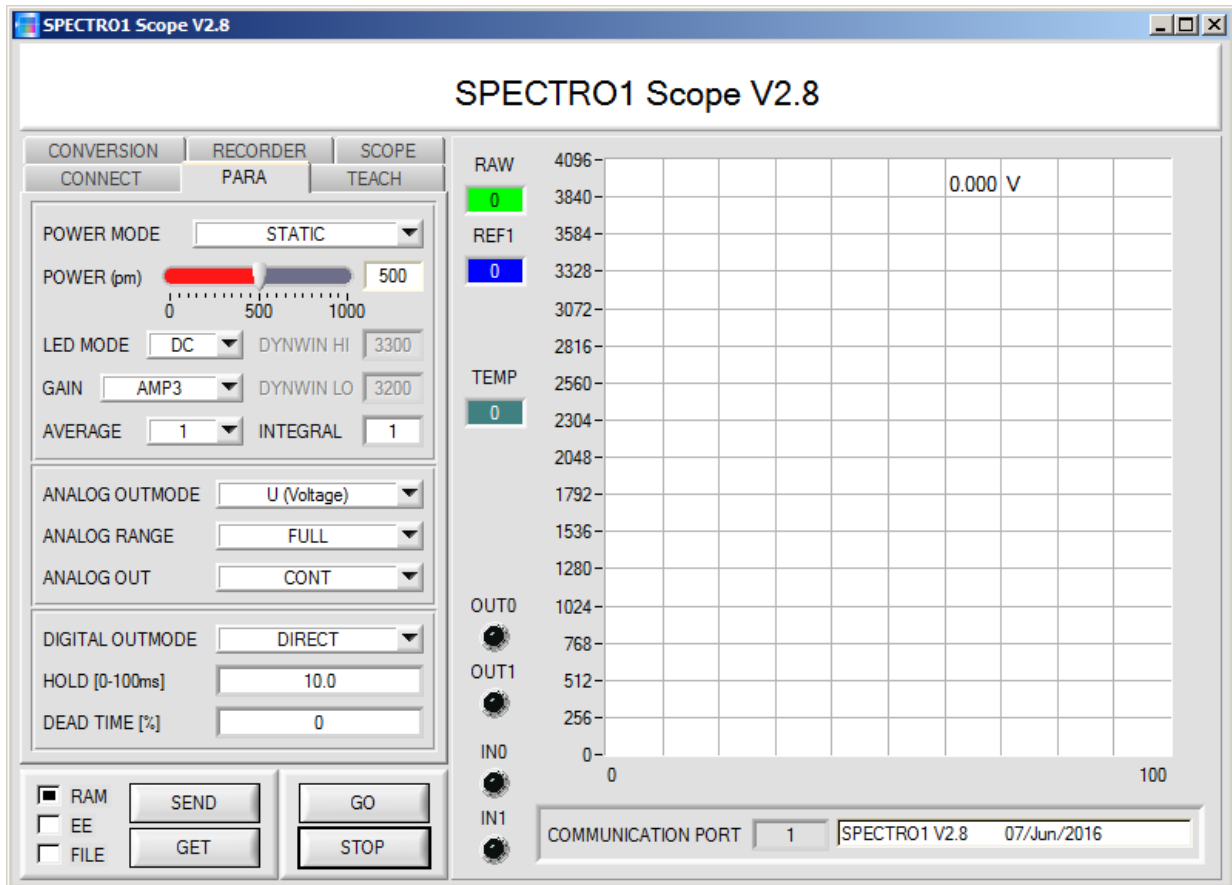 SPECTRO1 Scope V2.8
SPECTRO1 Scope V2.8
CONVERSION RECORDER SCOPE
CONNECT PARA TEACH
POWER MODE STATIC
POWER (pm) 500
0 500 1000
LED MODE DC DYNWIN HI 3300
GAIN AMP3 DYNWIN LO 3200
AVERAGE 1 INTEGRAL 1
ANALOG OUTMODE U (Voltage)
ANALOG RANGE FULL
ANALOG OUT CONT
DIGITAL OUTMODE DIRECT
HOLD [0-100ms] 10.0
DEAD TIME [%] 0
RAM SEND GO
EE
FILE GET STOP
RAW
0
REF1
0
TEMP
0
OUT0
OUT1
IN0
IN1
0.000 V
4096
3840
3584
3328
3072
2816
2560
2304
2048
1792
1536
1280
1024
768
512
256
0
0 100
COMMUNICATION PORT 1 SPECTRO1 V2.8 07/Jun/2016